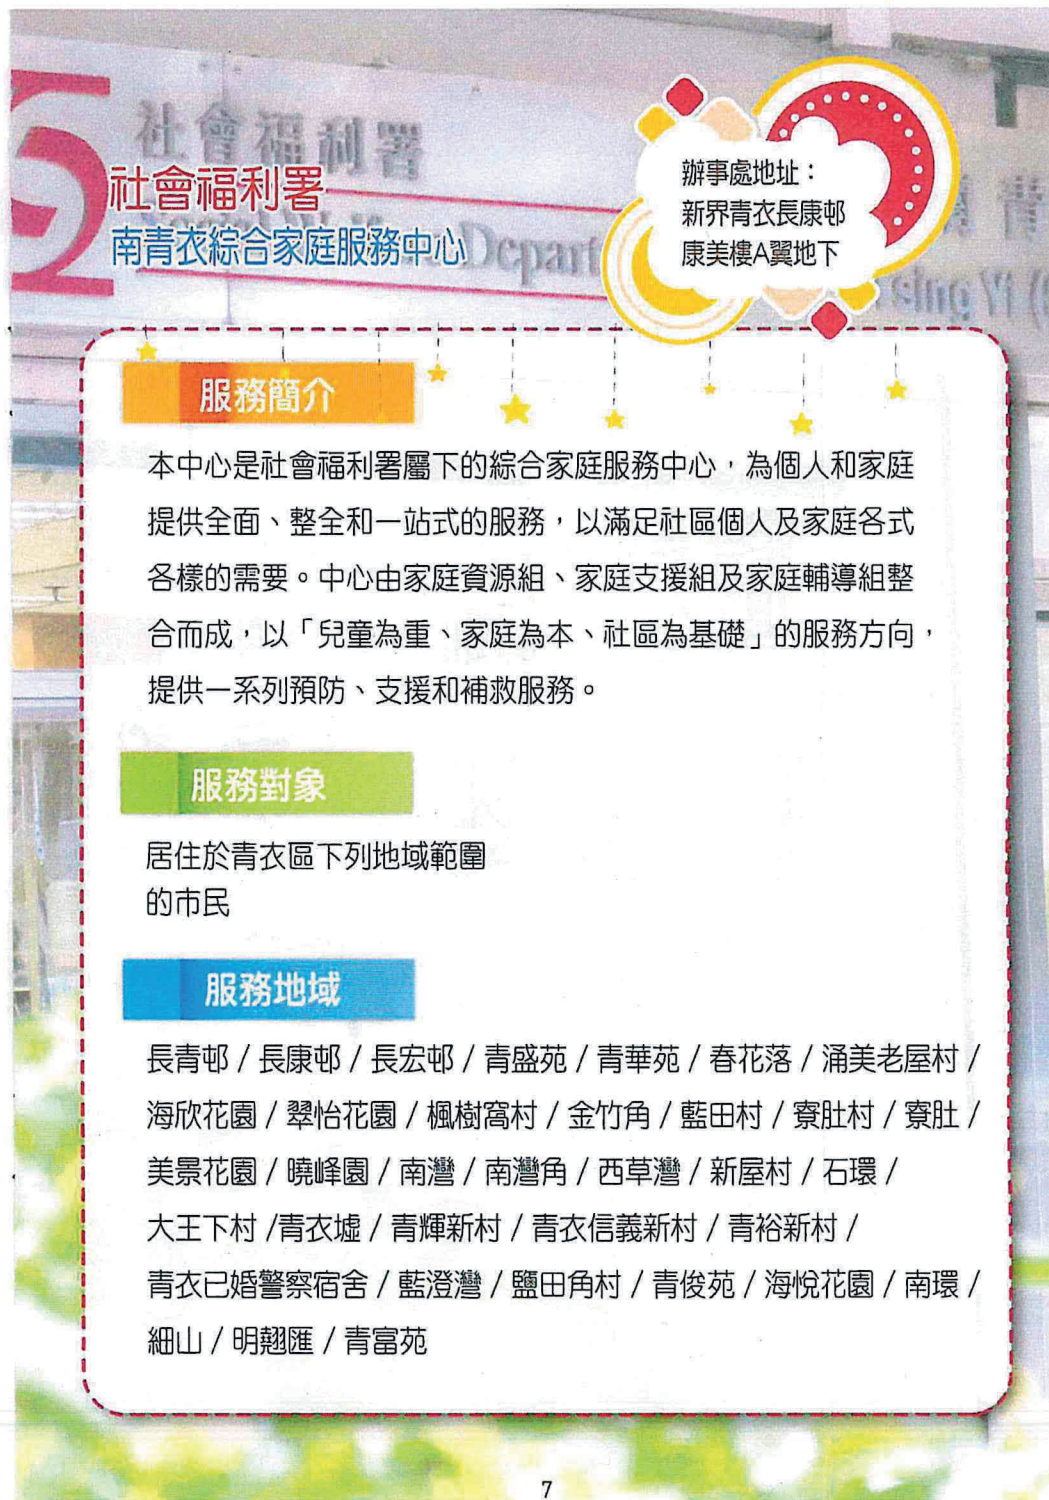 社會福利署
社會福利署
南青衣綜合家庭服務中心
辦事處地址：
新界青衣長康邨
康美樓A翼地下
服務簡介
本中心是社會福利署屬下的綜合家庭服務中心，為個人和家庭
提供全面、整全和一站式的服務，以滿足社區個人及家庭各式
各樣的需要。中心由家庭資源組、家庭支援組及家庭輔導組整
合而成，以「兒童為重、家庭為本、社區為基礎」的服務方向，
提供一系列預防、支援和補救服務。
服務對象
居住於青衣區下列地域範圍
的市民
服務地域
長青邨 / 長康邨 / 長宏邨 / 青盛苑 / 青華苑 / 春花落 / 涌美老屋村 /
海欣花園 / 翠怡花園 / 楓樹窩村 / 金竹角 / 藍田村 / 寮肚村 / 寮肚 /
美景花園 / 曉峰園 / 南灣 / 南灣角 / 西草灣 / 新屋村 / 石環 /
大王下村 /青衣墟 / 青輝新村 / 青衣信義新村 / 青裕新村 /
青衣已婚警察宿舍 / 藍澄灣 / 鹽田角村 / 青俊苑 / 海悅花園 / 南環 /
細山 / 明翹匯 / 青富苑
7